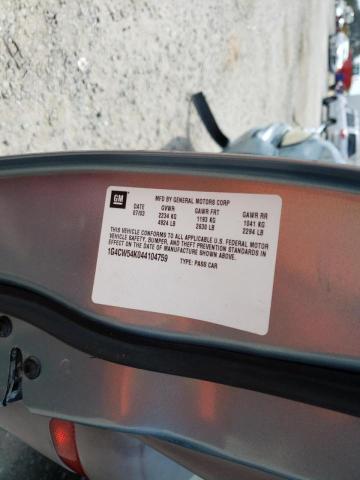 GM
MFD BY GENERAL MOTORS CORP
DATE GVWR GAWR FRT GAWR RR
07/03 2234 KG 1193 KG 1041 KG
4924 LB 2630 LB 2294 LB
THIS VEHICLE CONFORMS TO ALL APPLICABLE U.S. FEDERAL MOTOR
VEHICLE SAFETY, BUMPER, AND THEFT PREVENTION STANDARDS IN
EFFECT ON THE DATE OF MANUFACTURE SHOWN ABOVE.
1G4CW54K044104759 TYPE: PASS CAR